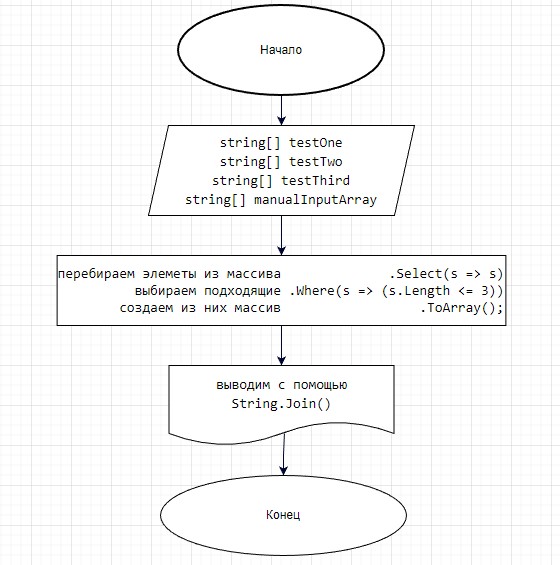 Начало
string[] testOne
string[] testTwo
string[] testThird
string[] manualInputArray
перебираем элеметы из массива .Select(s => s)
выбираем подходящие .Where(s => (s.Length <= 3))
создаем из них массив .ToArray();
выводим с помощью
String.Join()
Конец